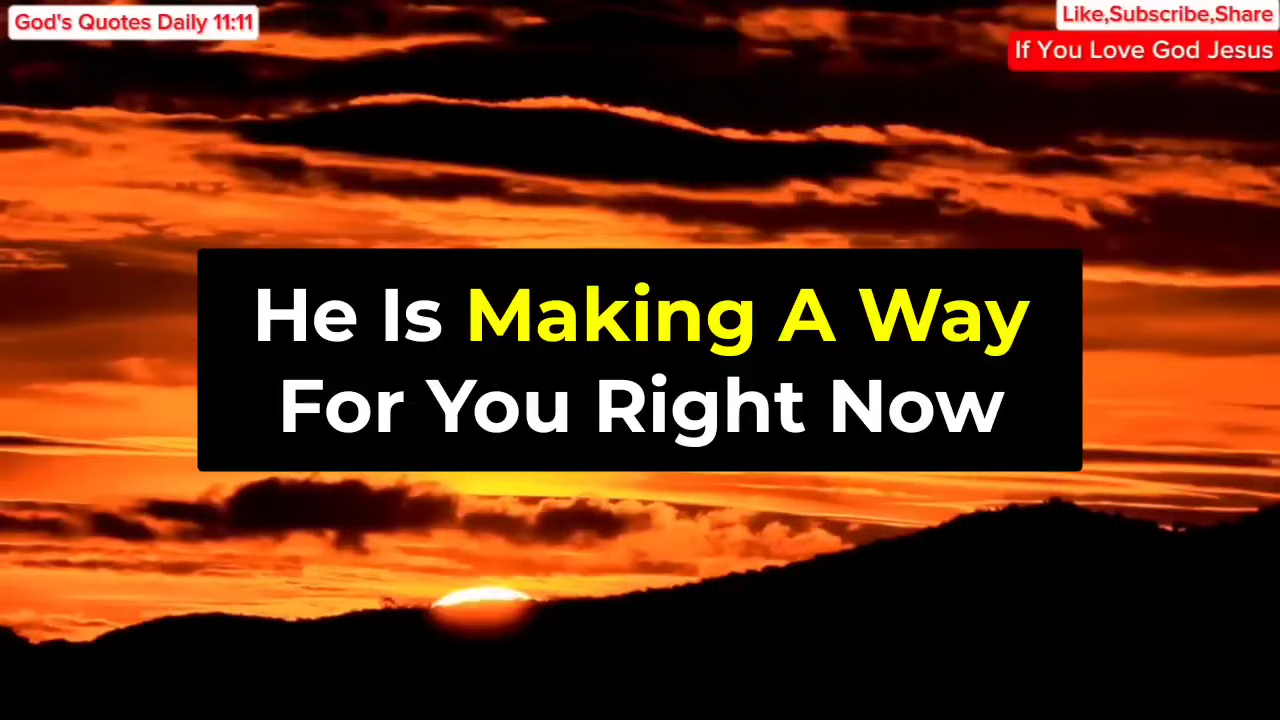 God's Quotes Daily 11:11
Like,Subscribe,Share
If You Love God Jesus
He Is Making A Way
For You Right Now